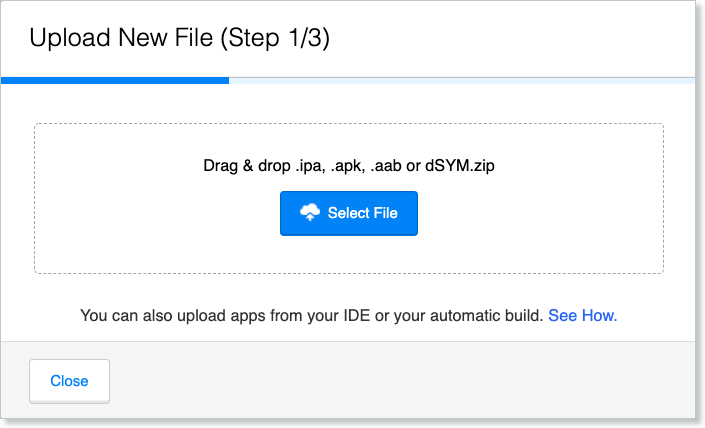 Upload New File (Step 1/3)
Drag & drop .ipa, .apk, .aab or dSYM.zip
Select File
You can also upload apps from your IDE or your automatic build. See How.
Close